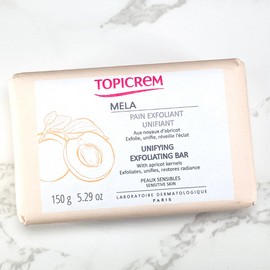 TOPICREM
MELA
PAIN EXFOLIANT
UNIFIANT
Aux noyaux d'abricot
Exfolie, unifie, réveille l'éclat
UNIFYING
EXFOLIATING BAR
With apricot kernels
Exfoliates, unifies, restores radiance
150 g 5.29 oz
PEAUX SENSIBLES
SENSITIVE SKIN
LABORATOIRE DERMATOLOGIQUE
PARIS